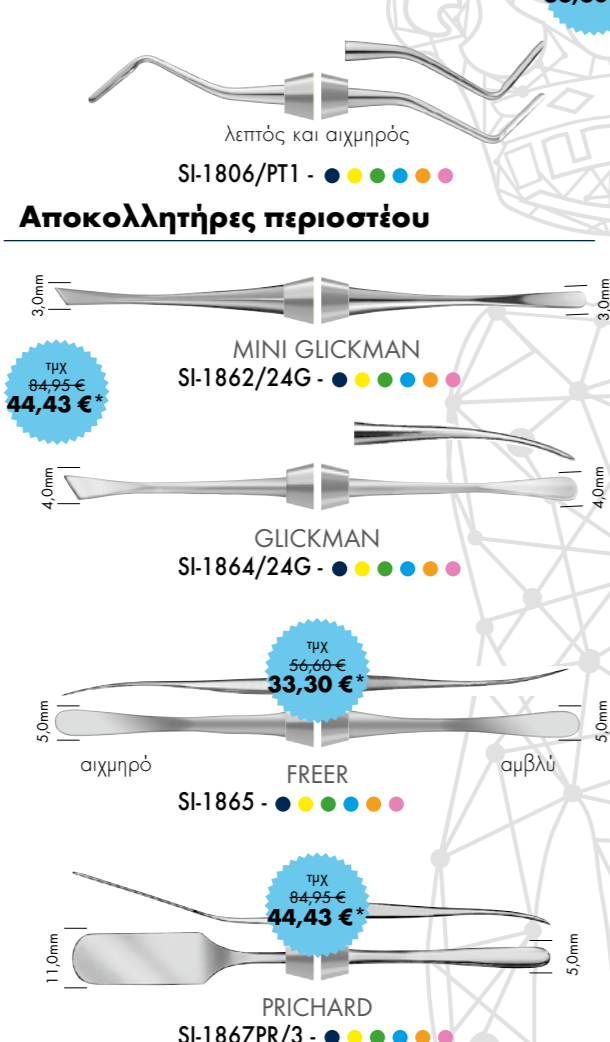 λεπτός και αιχμηρός
SI-1806/PT1 -
Αποκολλητήρες περιοστέου
3,0mm
3,0mm
MINI GLICKMAN
SI-1862/24G -
τμχ
84,95 €
44,43 €*
4,0mm
4,0mm
GLICKMAN
SI-1864/24G -
τμχ
56,60 €
33,30 €*
5,0mm
5,0mm
αιχμηρό
αμβλύ
FREER
SI-1865 -
τμχ
84,95 €
44,43 €*
11,0mm
5,0mm
PRICHARD
SI-1867PR/3 -